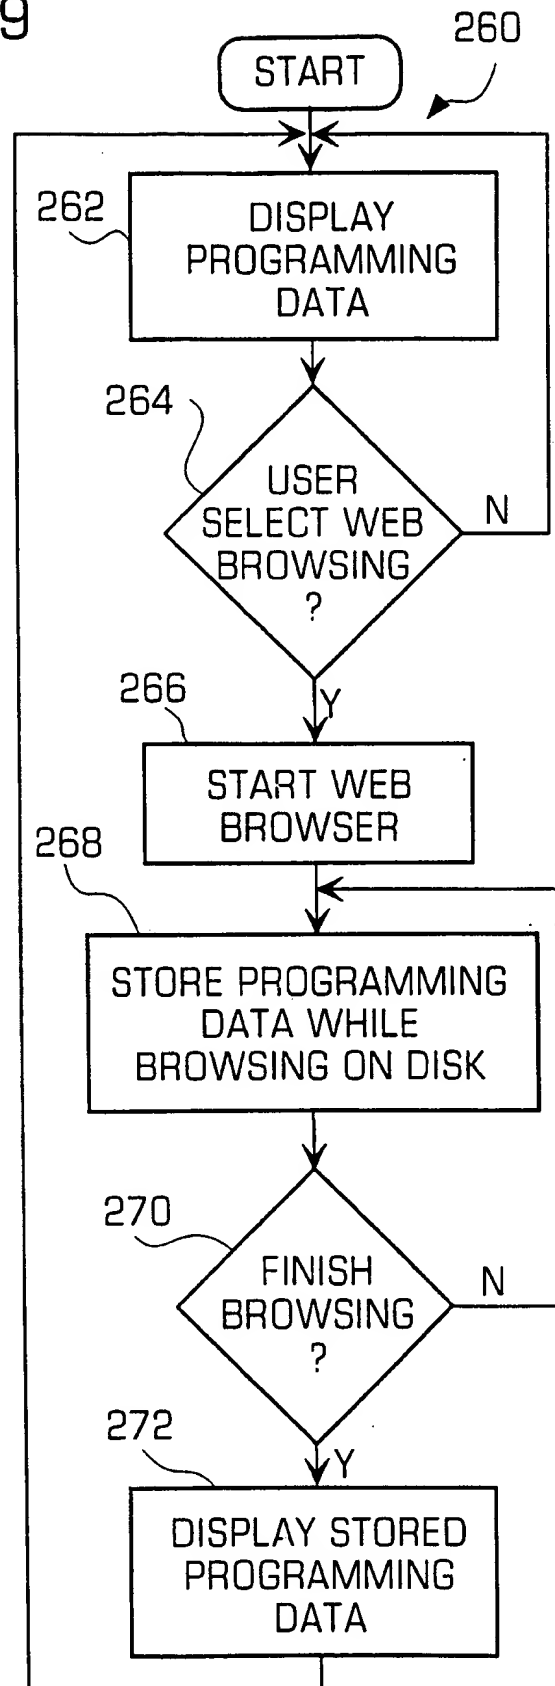 9
260
START
262
DISPLAY
PROGRAMMING
DATA
264
USER
SELECT WEB
BROWSING
?
N
Y
266
START WEB
BROWSER
268
STORE PROGRAMMING
DATA WHILE
BROWSING ON DISK
270
FINISH
BROWSING
?
N
Y
272
DISPLAY STORED
PROGRAMMING
DATA